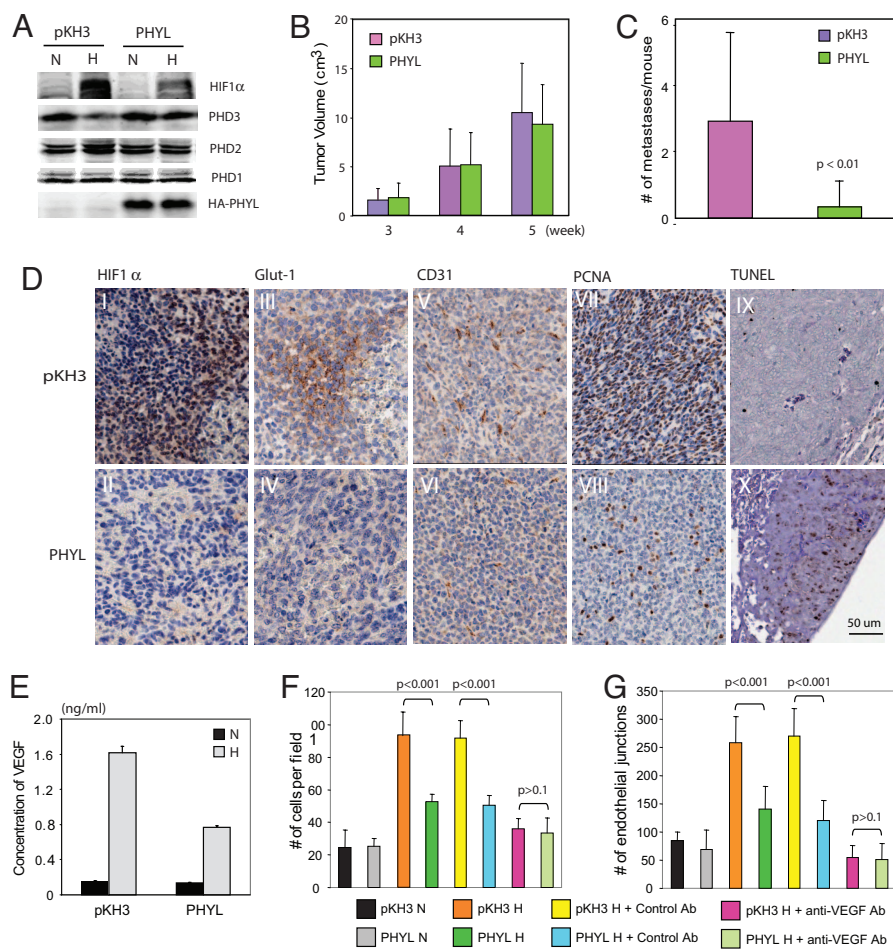 A
pKH3 PHYL
N H N H
HIF1α
PHD3
PHD2
PHD1
HA-PHYL
B
Tumor Volume (cm3)
20
15
10
5
0
pKH3
PHYL
3 4 5 (week)
C
# of metastases/mouse
6
4
2
0
pKH3
PHYL
p < 0.01
D
HIF1 α Glut-1 CD31 PCNA TUNEL
pKH3
I III V VII IX
PHYL
II IV VI VIII X
50 um
E
(ng/ml)
Concentration of VEGF
2.0
1.6
1.2
0.8
0.4
0
N
H
pKH3 PHYL
F
# of cells per field
120
00
1
80
60
40
20
0
p<0.001 p<0.001
p>0.1
G
# of endothelial junctions
350
300
250
200
150
100
50
0
p<0.001 p<0.001
p>0.1
pKH3 N pKH3 H pKH3 H + Control Ab pKH3 H + anti-VEGF Ab
PHYL N PHYL H PHYL H + Control Ab PHYL H + anti-VEGF Ab